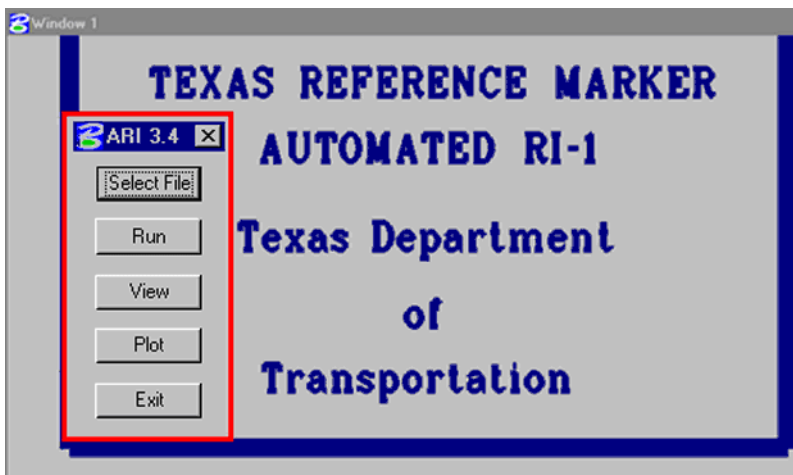 Window 1
TEXAS REFERENCE MARKER
AUTOMATED RI-1
Texas Department
of
Transportation
ARI 3.4
Select File
Run
View
Plot
Exit